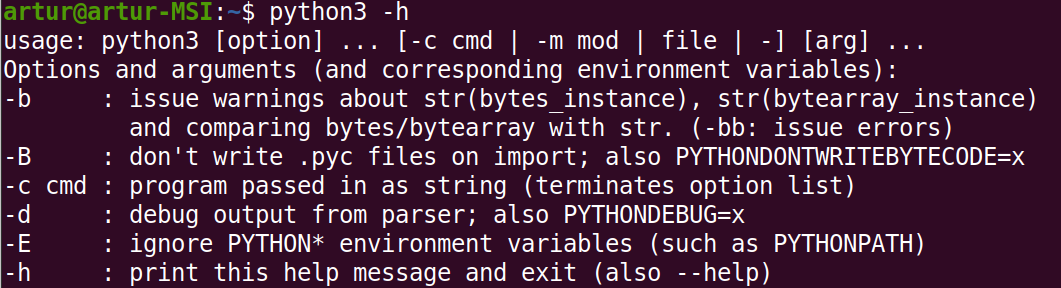 artur@artur-MSI:~$ python3 -h
usage: python3 [option] ... [-c cmd | -m mod | file | -] [arg] ...
Options and arguments (and corresponding environment variables):
-b     : issue warnings about str(bytes_instance), str(bytearray_instance)
         and comparing bytes/bytearray with str. (-bb: issue errors)
-B     : don't write .pyc files on import; also PYTHONDONTWRITEBYTECODE=x
-c cmd : program passed in as string (terminates option list)
-d     : debug output from parser; also PYTHONDEBUG=x
-E     : ignore PYTHON* environment variables (such as PYTHONPATH)
-h     : print this help message and exit (also --help)